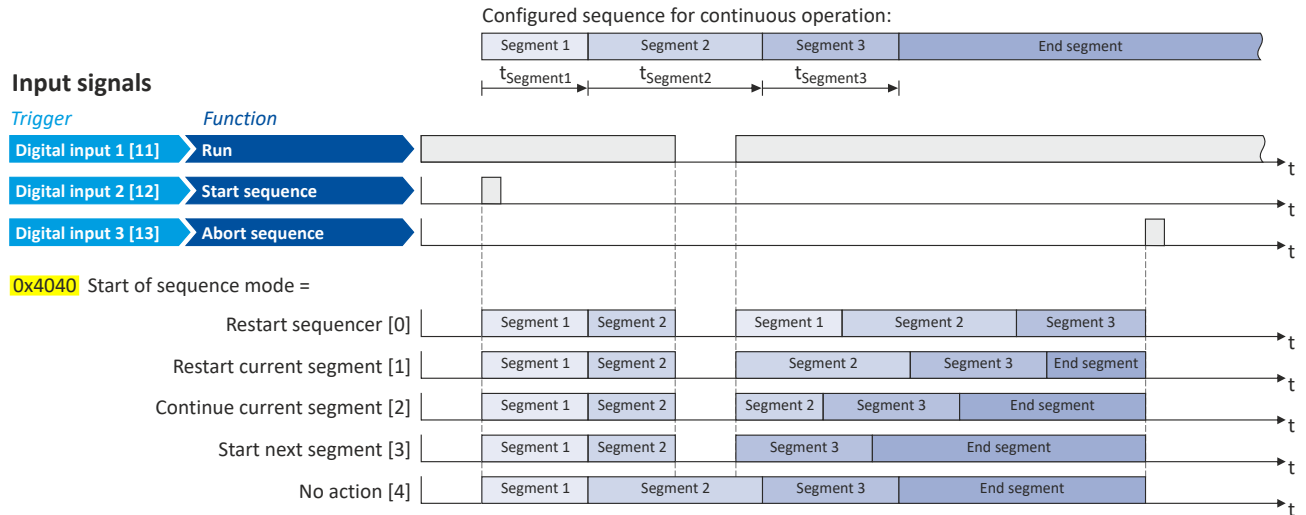 Configured sequence for continuous operation:
Segment 1 Segment 2 Segment 3 End segment
tSegment1 tSegment2 tSegment3
Input signals
Trigger Function
Digital input 1 [11] Run
t
Digital input 2 [12] Start sequence
t
Digital input 3 [13] Abort sequence
t
0x4040 Start of sequence mode =
Restart sequencer [0] Segment 1 Segment 2 Segment 1 Segment 2 Segment 3
t
Restart current segment [1] Segment 1 Segment 2 Segment 2 Segment 3 End segment
t
Continue current segment [2] Segment 1 Segment 2 Segment 2 Segment 3 End segment
t
Start next segment [3] Segment 1 Segment 2 Segment 3 End segment
t
No action [4] Segment 1 Segment 2 Segment 3 End segment
t